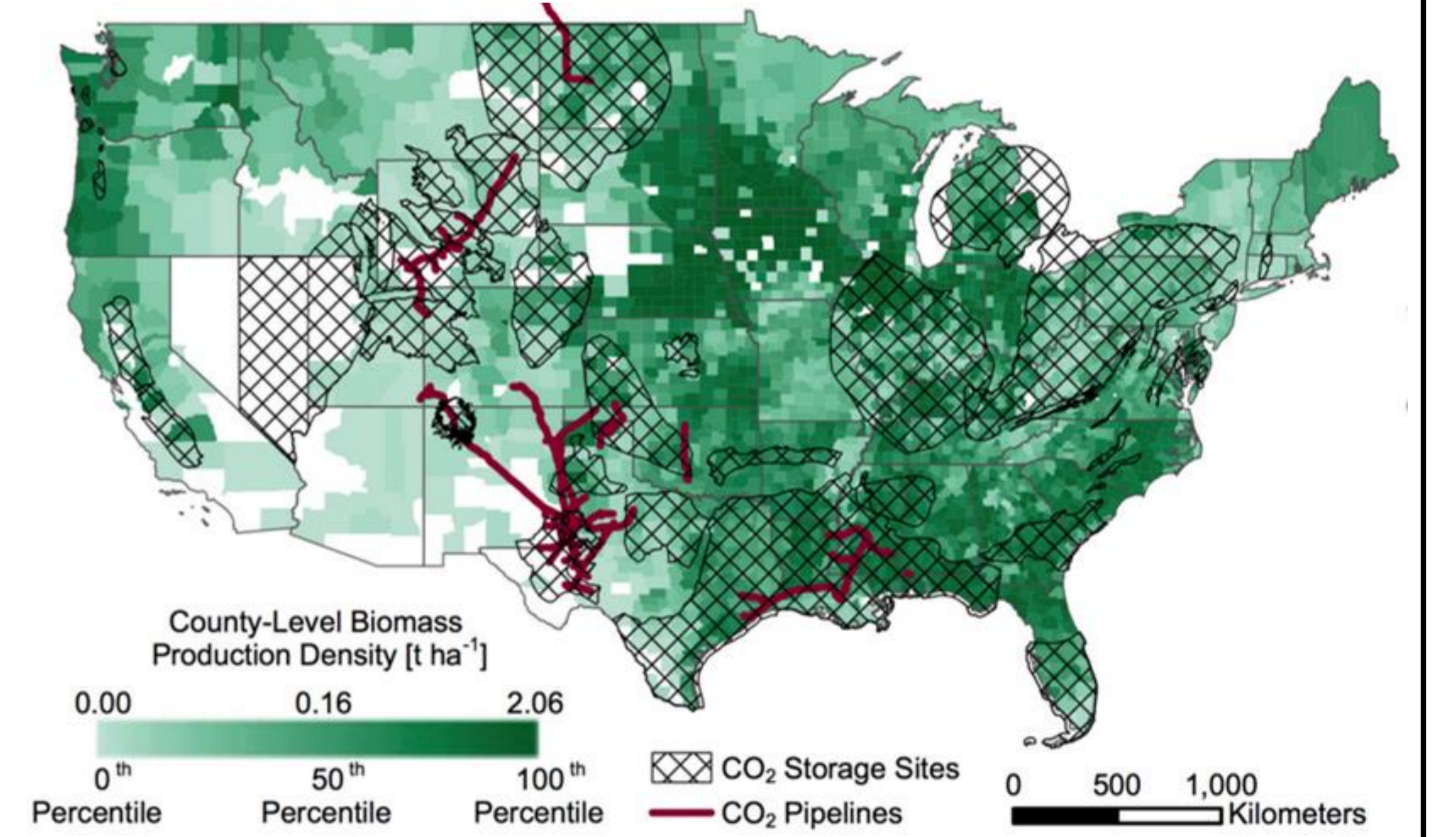 County-Level Biomass
Production Density [t ha⁻¹]
0.00 0.16 2.06
0ᵗʰ 50ᵗʰ 100ᵗʰ
Percentile Percentile Percentile
CO₂ Storage Sites
CO₂ Pipelines
0 500 1,000
Kilometers